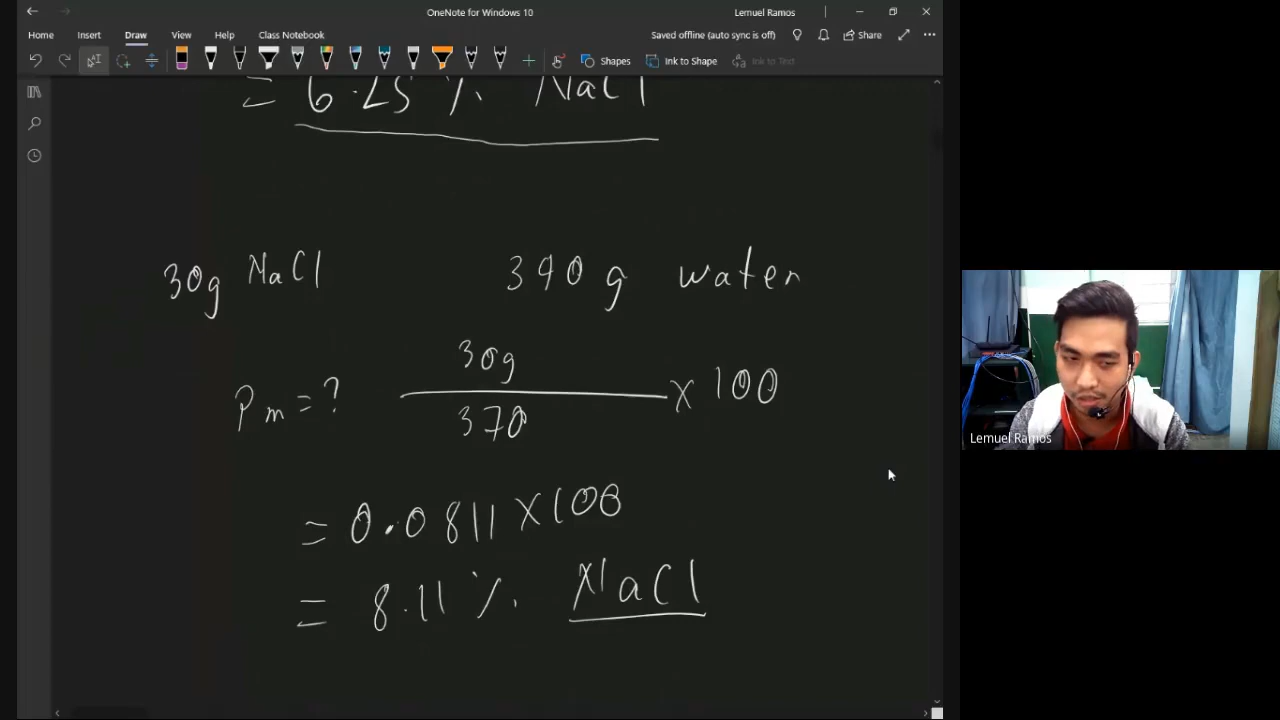 OneNote for Windows 10
Lemuel Ramos
Home Insert Draw View Help Class Notebook
Saved offline (auto sync is off)
Share
Shapes
Ink to Shape
Ink to Text
= 6.25 % NaCl
30g NaCl 340 g water
Pm = ? 30g
370
x 100
= 0.0811 x 100
= 8.11 % NaCl
Lemuel Ramos